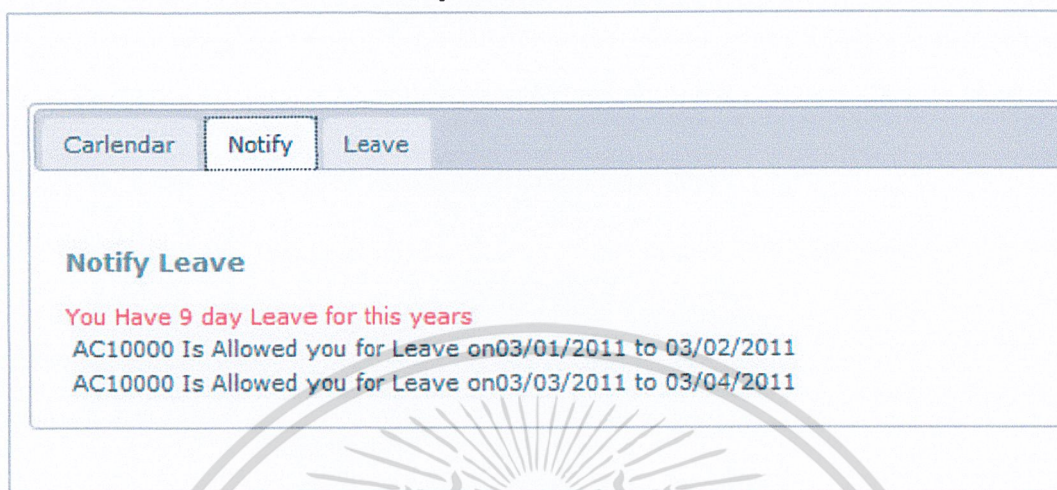 Carlendar Notify Leave
Notify Leave
You Have 9 day Leave for this years
AC10000 Is Allowed you for Leave on03/01/2011 to 03/02/2011
AC10000 Is Allowed you for Leave on03/03/2011 to 03/04/2011